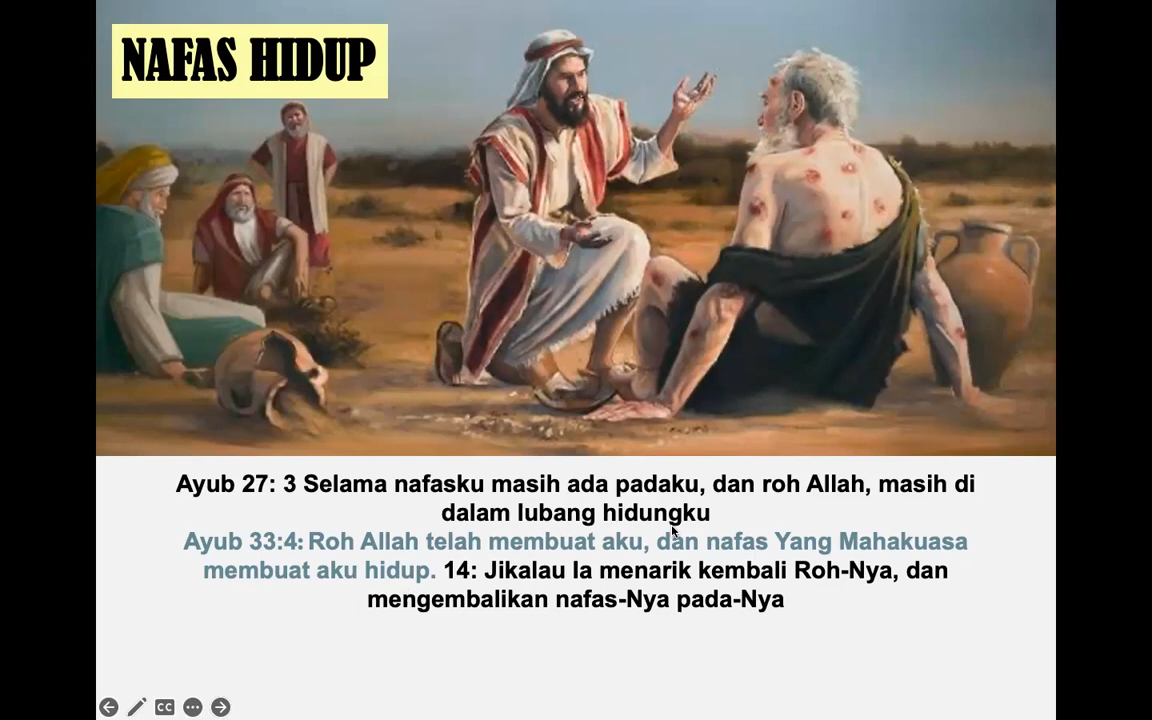 NAFAS HIDUP
Ayub 27: 3 Selama nafasku masih ada padaku, dan roh Allah, masih di
dalam lubang hidungku
Ayub 33:4: Roh Allah telah membuat aku, dan nafas Yang Mahakuasa
membuat aku hidup. 14: Jikalau Ia menarik kembali Roh-Nya, dan
mengembalikan nafas-Nya pada-Nya
CC